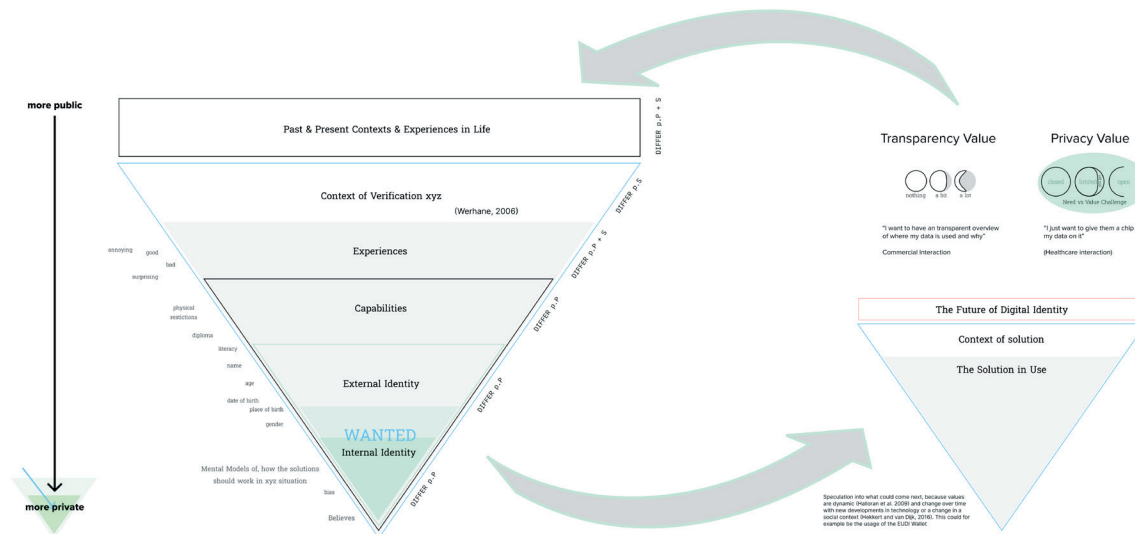 more public
Past & Present Contexts & Experiences in Life
DIFFER p.P + S
Context of Verification xyz
(Werhane, 2006)
DIFFER p.S
Experiences
DIFFER p.P + S
annoying
good
bad
surprising
Capabilities
DIFFER p.P
physical
restictions
diploma
literacy
name
External Identity
age
date of birth
place of birth
gender
DIFFER p.P
WANTED
Internal Identity
Mental Models of, how the solutions
should work in xyz situation
bias
Believes
DIFFER p.P
more private
Transparency Value
nothing
a bit
a lot
"I want to have an transparent overview
of where my data is used and why"
Commercial Interaction
Privacy Value
closed
open
Need vs Value Challenge
"I just want to give them a chip
my data on it"
(Healthcare interaction)
The Future of Digital Identity
Context of solution
The Solution in Use
Speculation into what could come next, because values
are dynamic (Halloran et al. 2009) and change over time
with new developments in technology or a change in a
social context (Hekkert and van Dijk, 2016). This could for
example be the usage of the EUDI Wallet